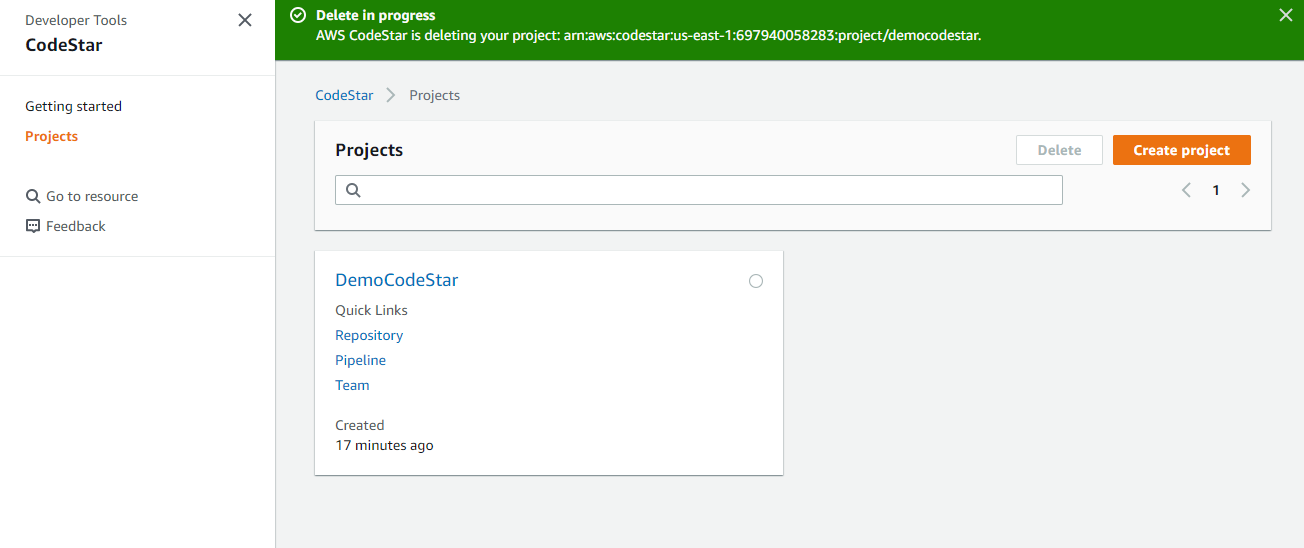 Developer Tools
CodeStar
Getting started
Projects
Go to resource
Feedback
Delete in progress
AWS CodeStar is deleting your project: arn:aws:codestar:us-east-1:697940058283:project/democodestar.
CodeStar Projects
Projects
Delete
Create project
1
DemoCodeStar
Quick Links
Repository
Pipeline
Team
Created
17 minutes ago